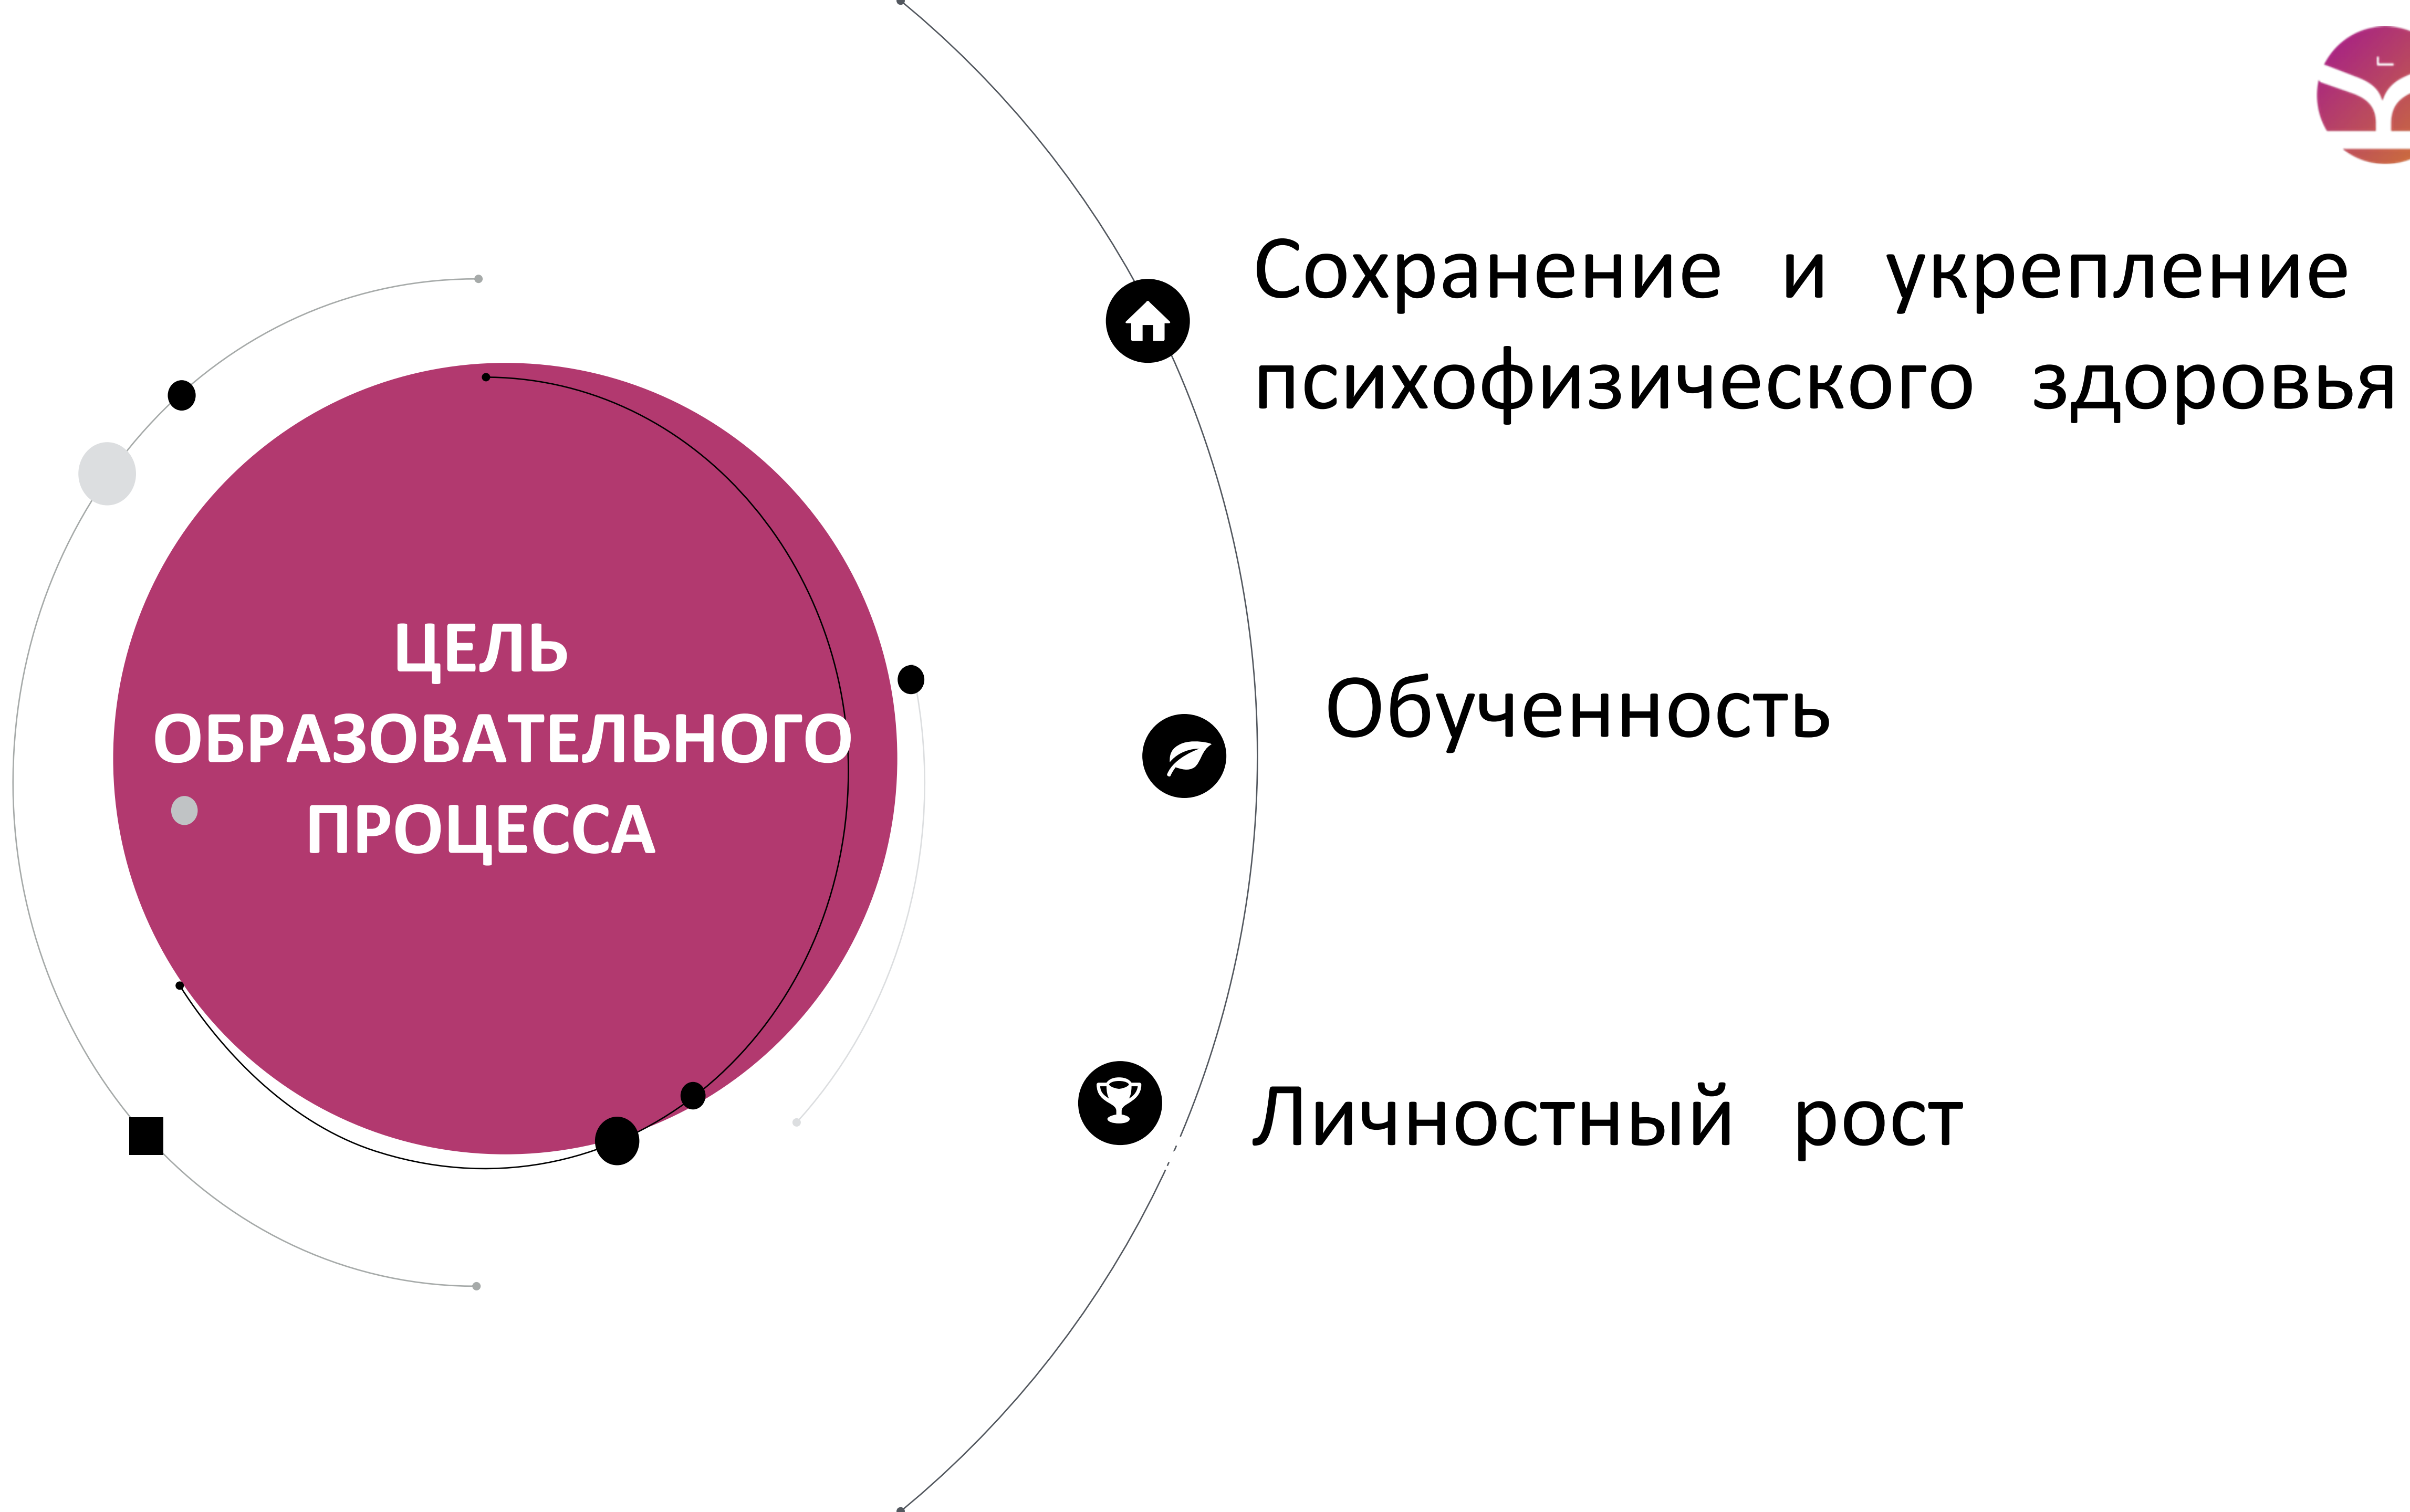 ЦЕЛЬ
ОБРАЗОВАТЕЛЬНОГО
ПРОЦЕССА
Сохранение и укрепление
психофизического здоровья
Обученность
Личностный рост